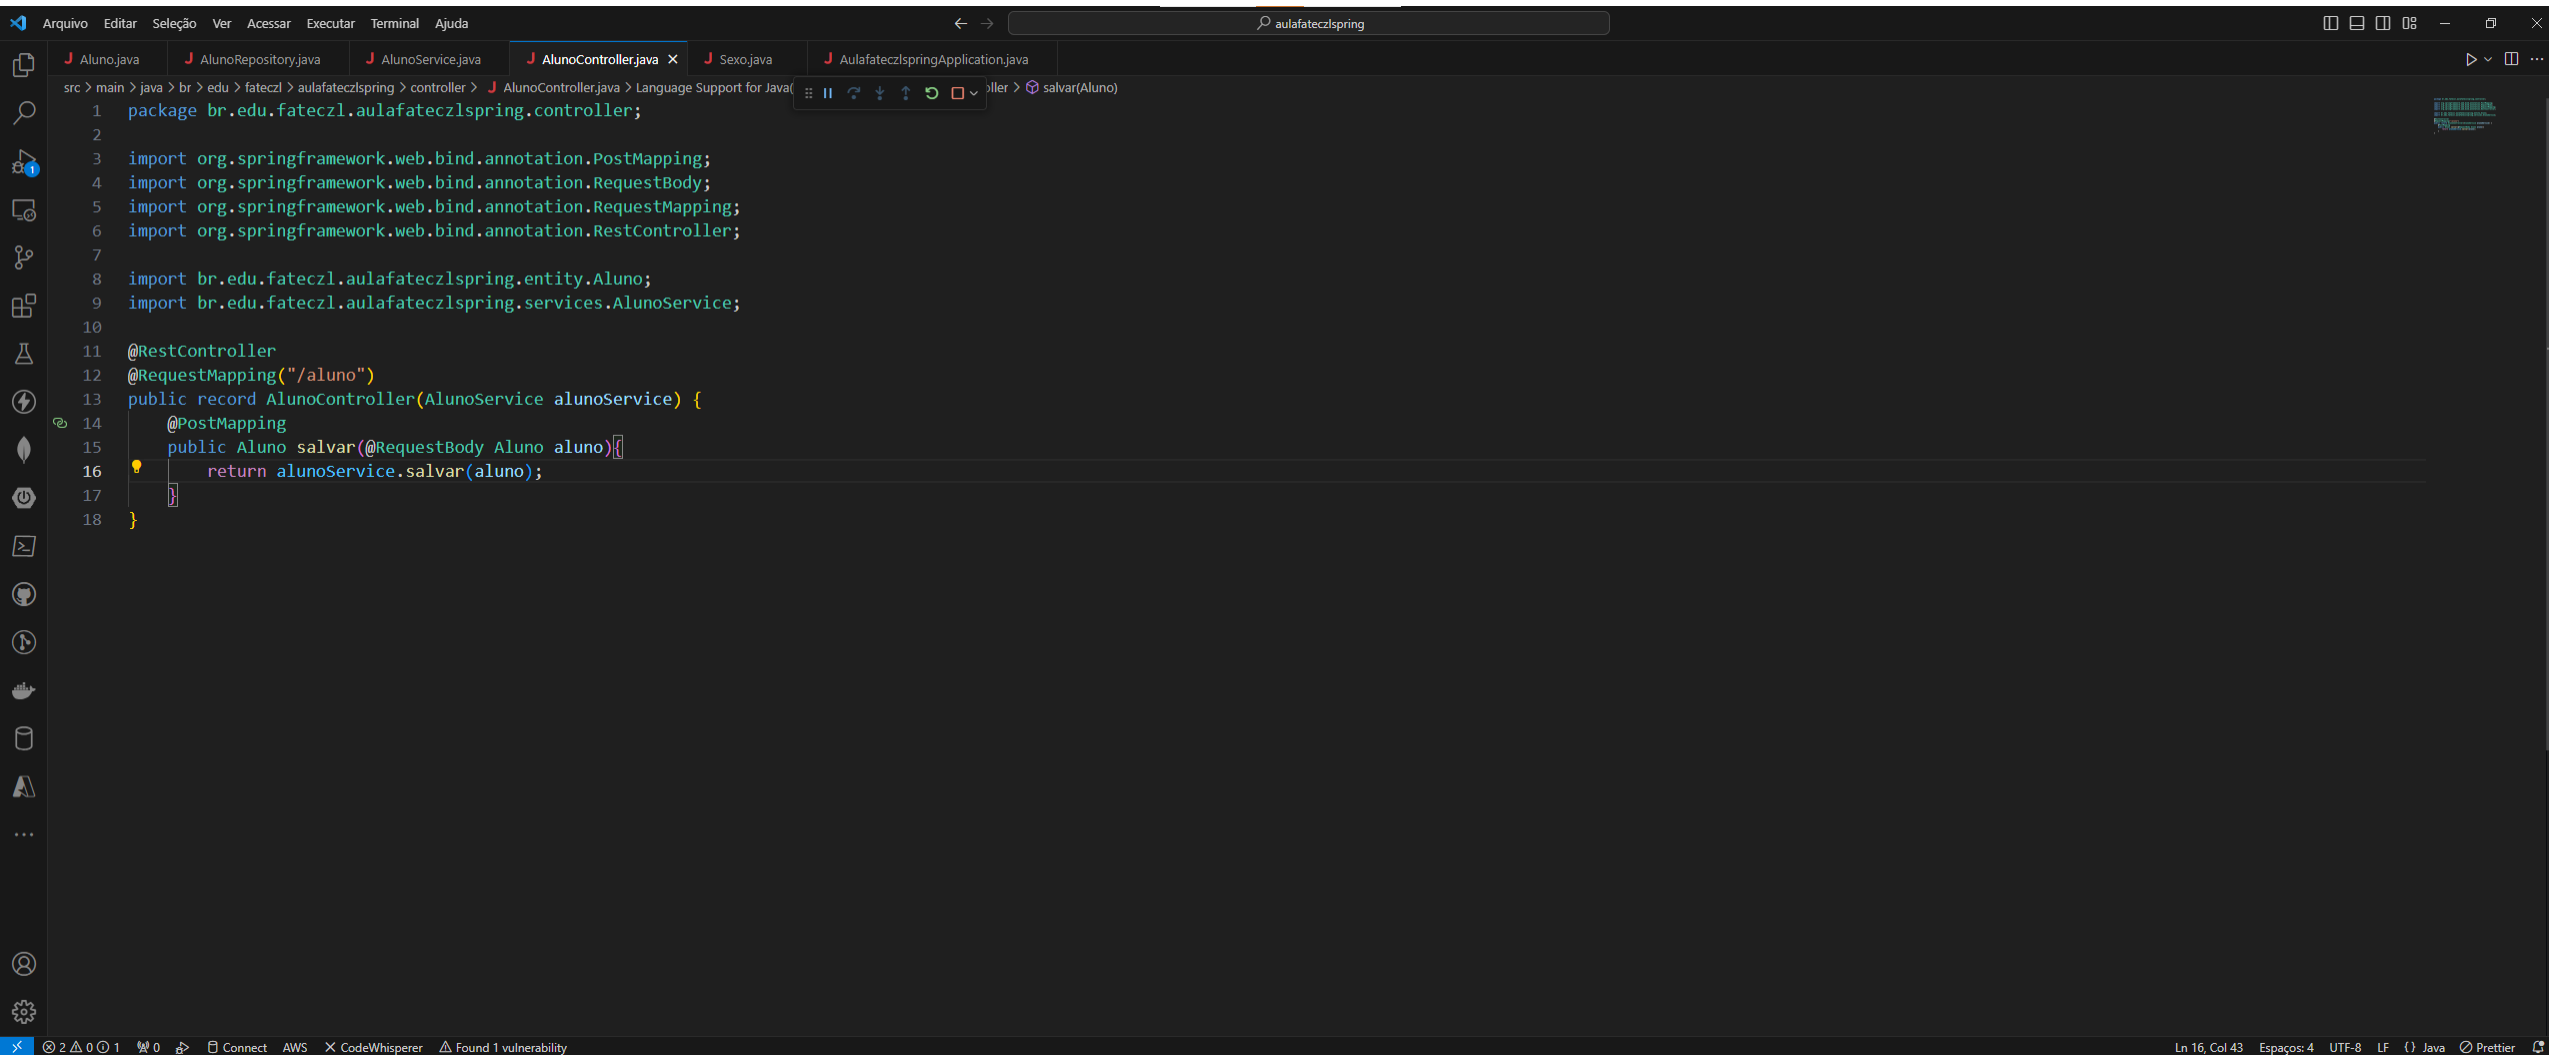 Arquivo Editar Seleção Ver Acessar Executar Terminal Ajuda aulafateczlspring
J Aluno.java J AlunoRepository.java J AlunoService.java J AlunoController.java J Sexo.java J AulafateczlspringApplication.java
src > main > java > br > edu > fateczl > aulafateczlspring > controller > J AlunoController.java > Language Support for Java( ller > salvar(Aluno)
1 package br.edu.fateczl.aulafateczlspring.controller;
2
3 import org.springframework.web.bind.annotation.PostMapping;
4 import org.springframework.web.bind.annotation.RequestBody;
5 import org.springframework.web.bind.annotation.RequestMapping;
6 import org.springframework.web.bind.annotation.RestController;
7
8 import br.edu.fateczl.aulafateczlspring.entity.Aluno;
9 import br.edu.fateczl.aulafateczlspring.services.AlunoService;
10
11 @RestController
12 @RequestMapping("/aluno")
13 public record AlunoController(AlunoService alunoService) {
14 @PostMapping
15 public Aluno salvar(@RequestBody Aluno aluno){
16 return alunoService.salvar(aluno);
17 }
18 }
1
2 0 1 0 Connect AWS CodeWhisperer Found 1 vulnerability Ln 16, Col 43 Espaços: 4 UTF-8 LF {} Java Prettier